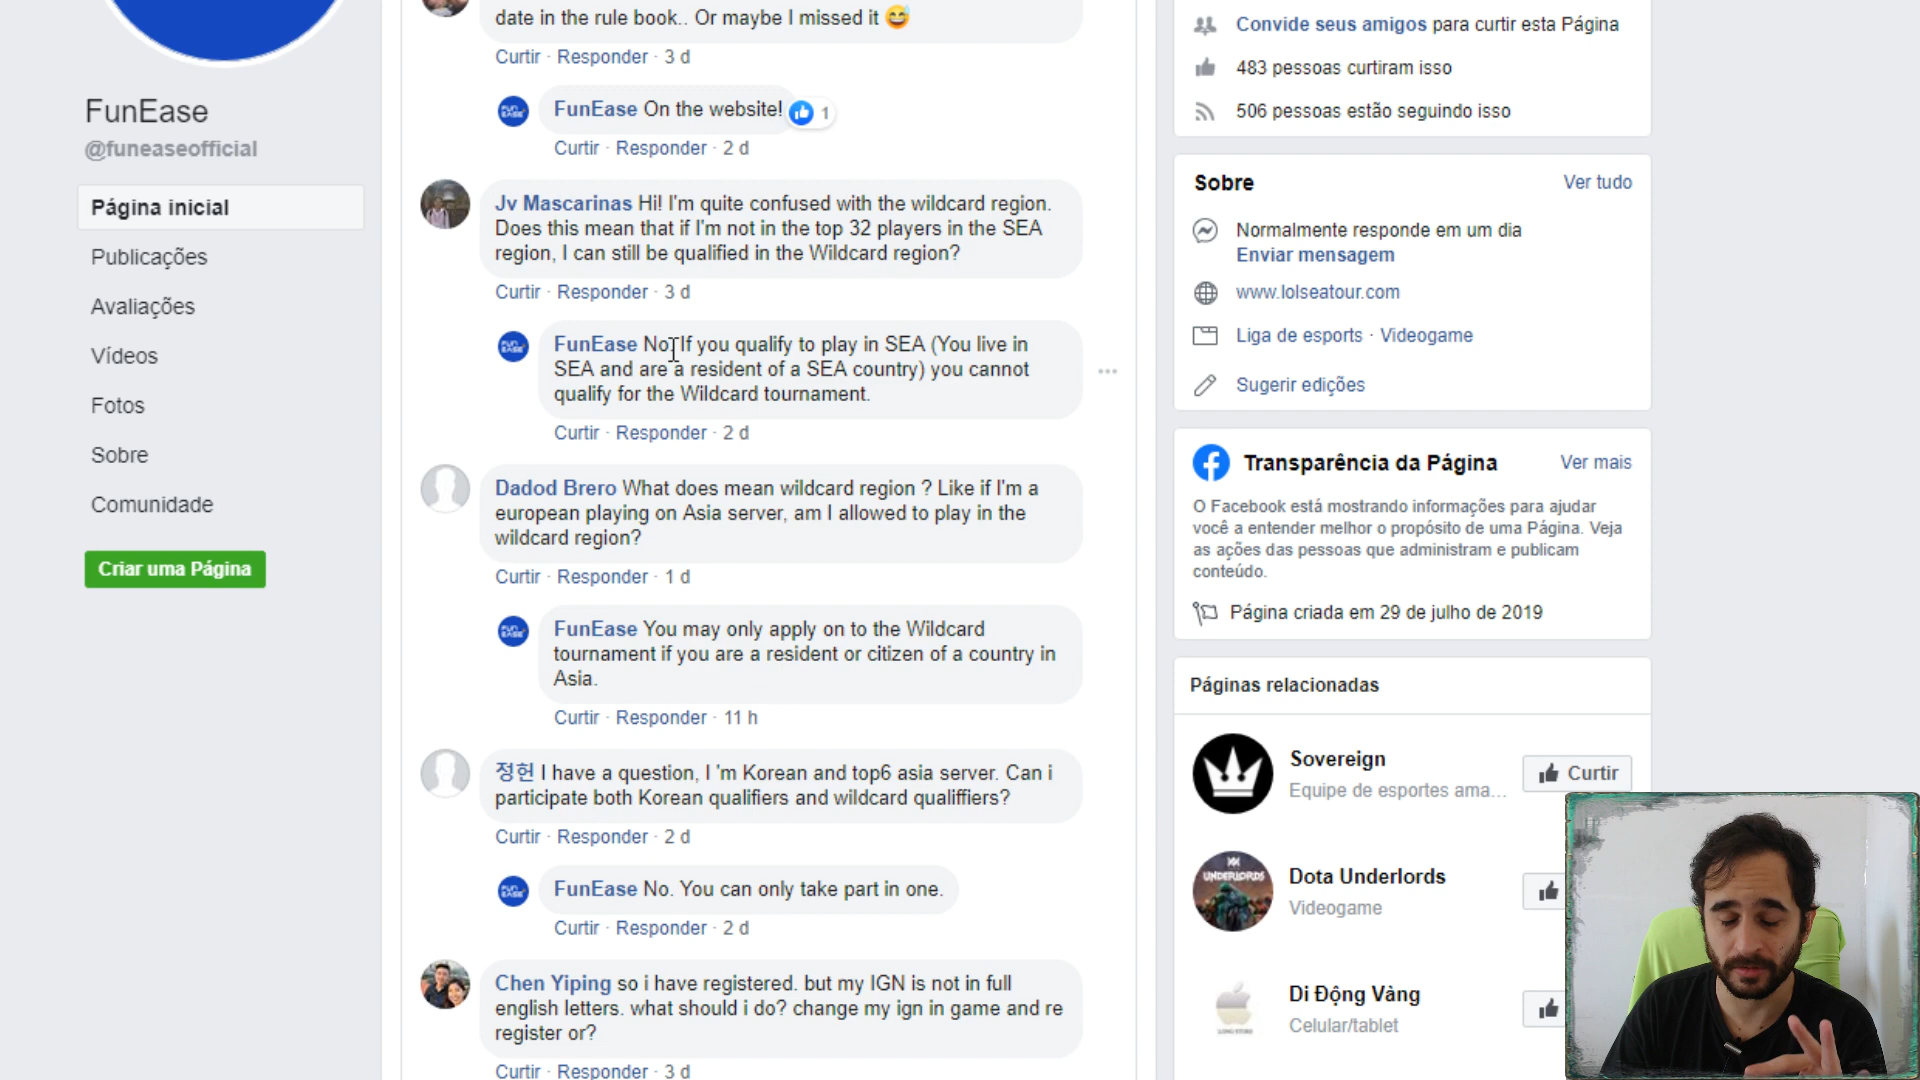 FunEase
@funeaseofficial
Página inicial
Publicações
Avaliações
Vídeos
Fotos
Sobre
Comunidade
Criar uma Página
date in the rule book.. Or maybe I missed it 😅
Curtir · Responder · 3 d
FunEase On the website! 1
Curtir · Responder · 2 d
Jv Mascarinas Hi! I'm quite confused with the wildcard region.
Does this mean that if I'm not in the top 32 players in the SEA
region, I can still be qualified in the Wildcard region?
Curtir · Responder · 3 d
FunEase No. If you qualify to play in SEA (You live in
SEA and are a resident of a SEA country) you cannot
qualify for the Wildcard tournament.
Curtir · Responder · 2 d
Dadod Brero What does mean wildcard region ? Like if I'm a
european playing on Asia server, am I allowed to play in the
wildcard region?
Curtir · Responder · 1 d
FunEase You may only apply on to the Wildcard
tournament if you are a resident or citizen of a country in
Asia.
Curtir · Responder · 11 h
정헌 I have a question, I 'm Korean and top6 asia server. Can i
participate both Korean qualifiers and wildcard qualiffiers?
Curtir · Responder · 2 d
FunEase No. You can only take part in one.
Curtir · Responder · 2 d
Chen Yiping so i have registered. but my IGN is not in full
english letters. what should i do? change my ign in game and re
register or?
Curtir · Responder · 3 d
Convide seus amigos para curtir esta Página
483 pessoas curtiram isso
506 pessoas estão seguindo isso
Sobre Ver tudo
Normalmente responde em um dia
Enviar mensagem
www.lolseatour.com
Liga de esports · Videogame
Sugerir edições
Transparência da Página Ver mais
O Facebook está mostrando informações para ajudar
você a entender melhor o propósito de uma Página. Veja
as ações das pessoas que administram e publicam
conteúdo.
Página criada em 29 de julho de 2019
Páginas relacionadas
Sovereign
Equipe de esportes ama...
Curtir
UNDERLORDS
Dota Underlords
Videogame
Di Động Vàng
Celular/tablet